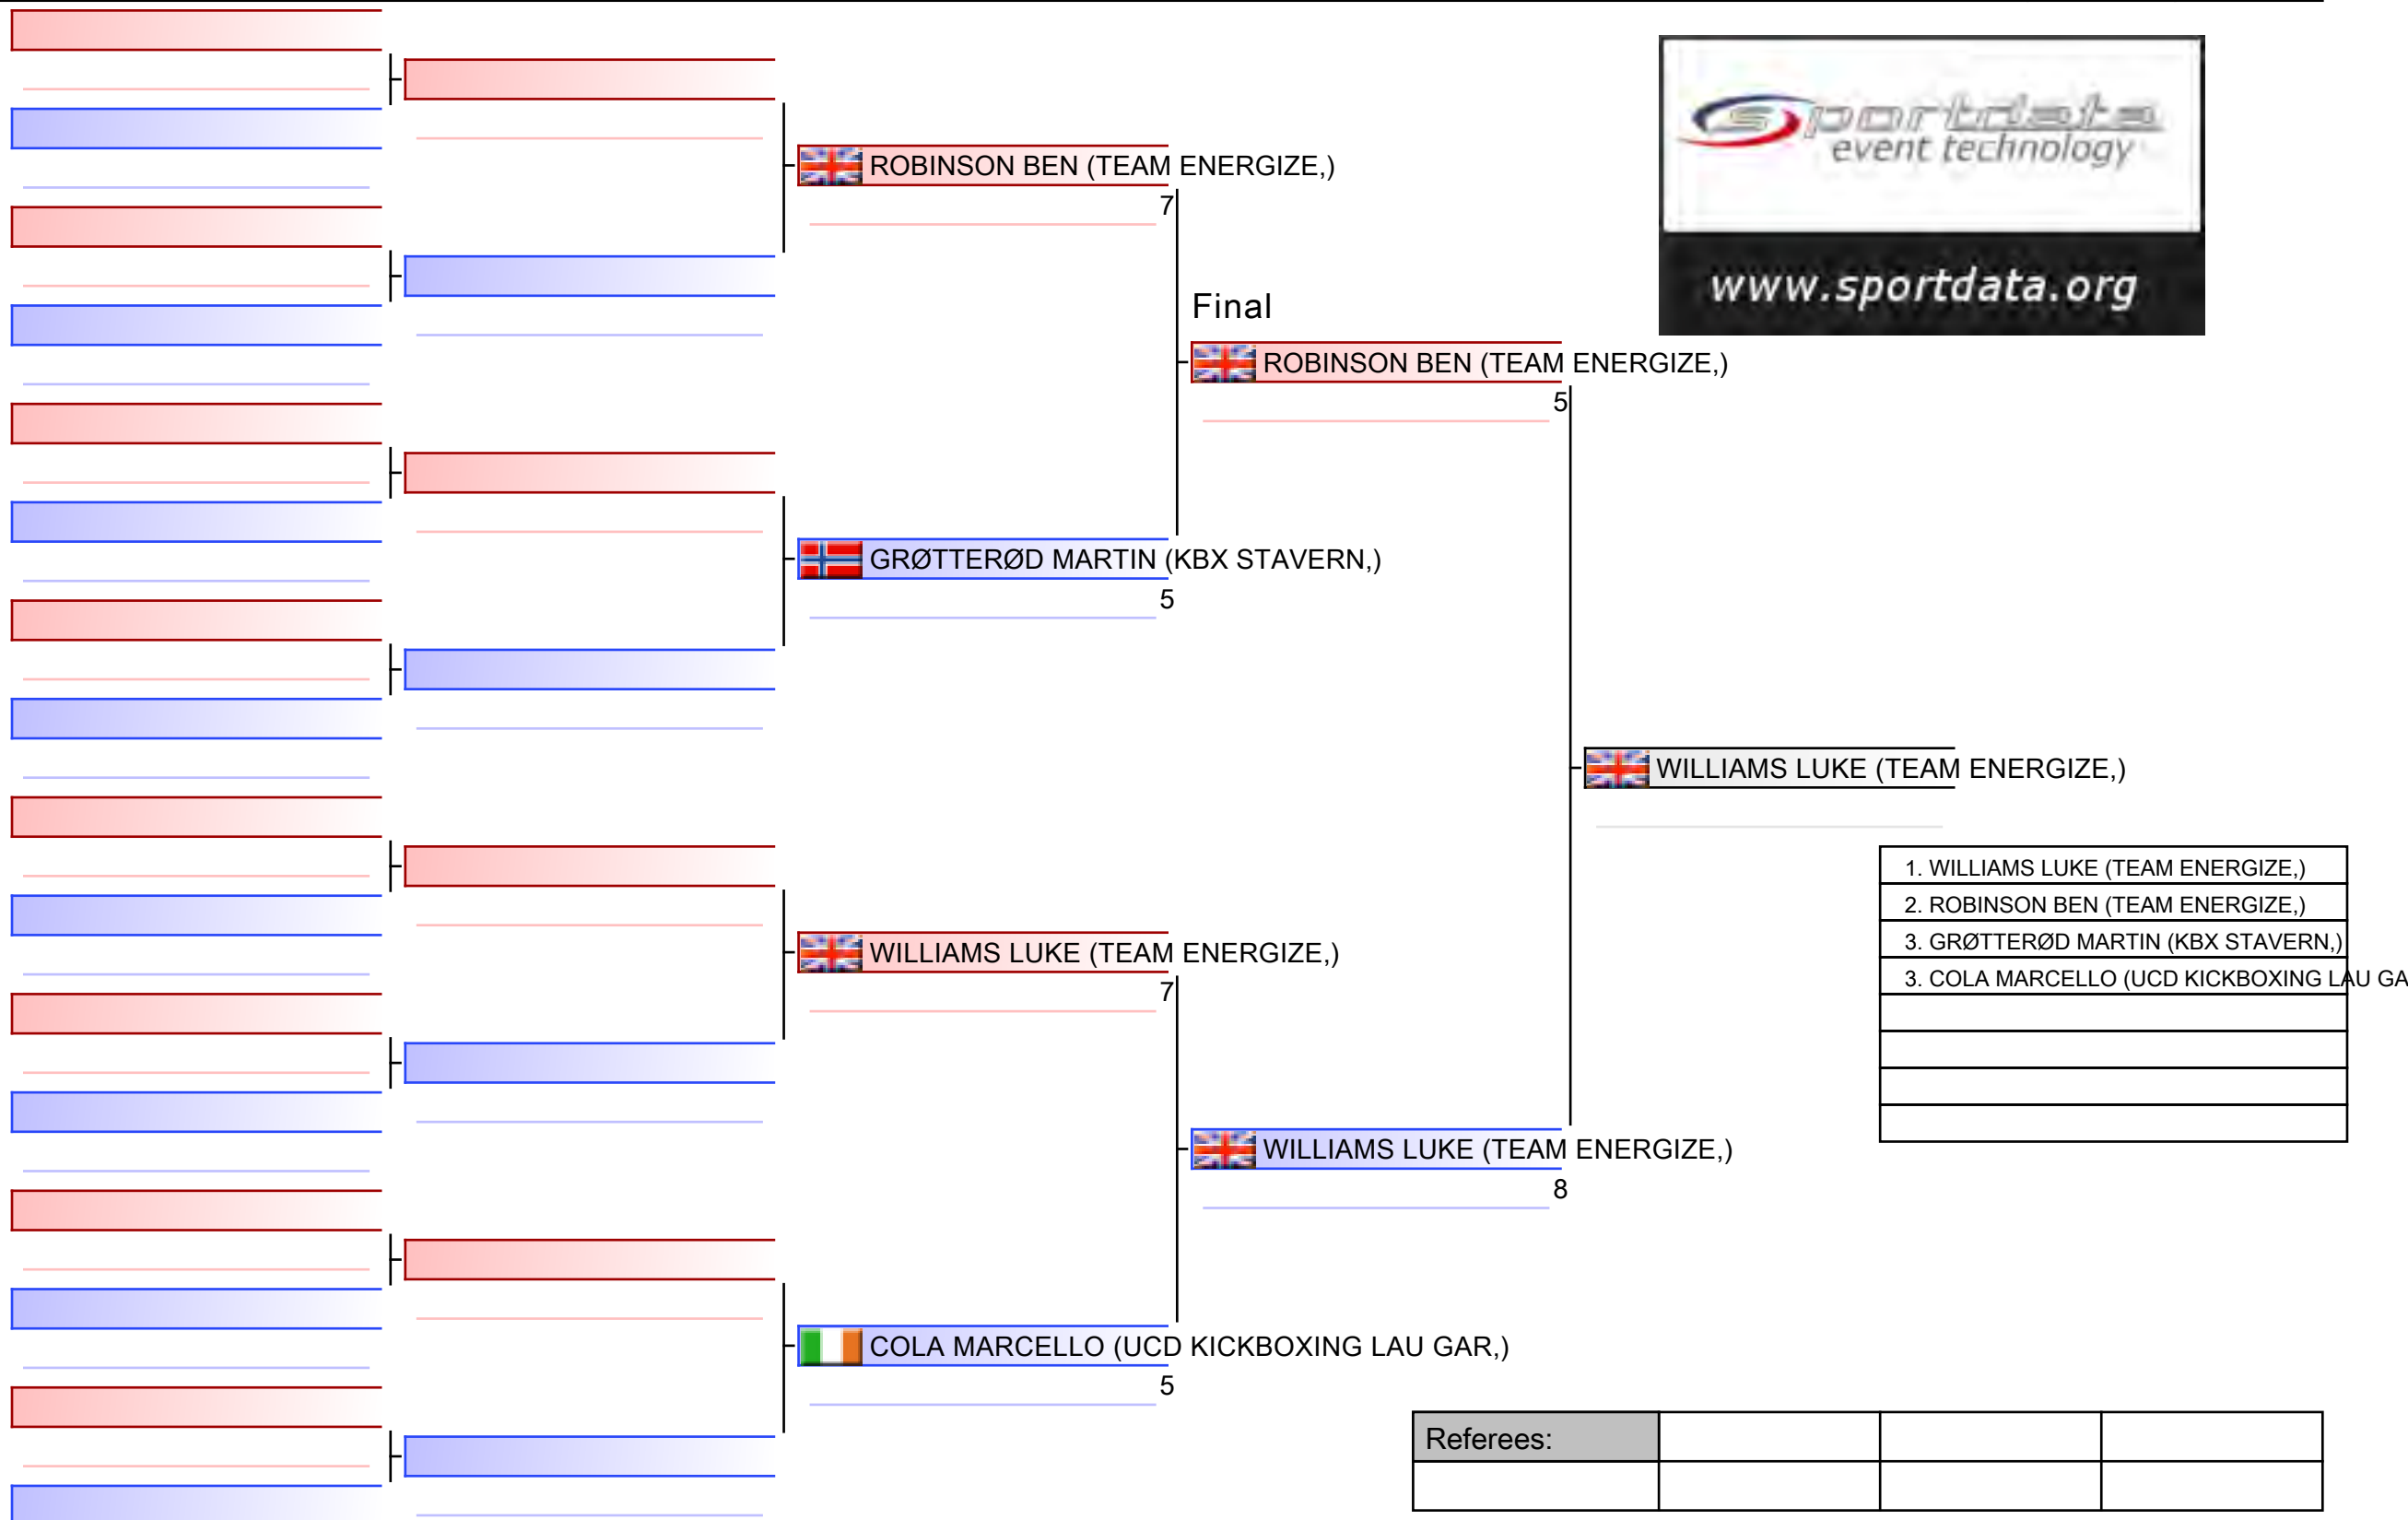 sportdata
event technology
www.sportdata.org
ROBINSON BEN (TEAM ENERGIZE,)
7
Final
ROBINSON BEN (TEAM ENERGIZE,)
5
GRØTTERØD MARTIN (KBX STAVERN,)
5
WILLIAMS LUKE (TEAM ENERGIZE,)
1. WILLIAMS LUKE (TEAM ENERGIZE,)
2. ROBINSON BEN (TEAM ENERGIZE,)
3. GRØTTERØD MARTIN (KBX STAVERN,)
3. COLA MARCELLO (UCD KICKBOXING LAU GA
WILLIAMS LUKE (TEAM ENERGIZE,)
7
WILLIAMS LUKE (TEAM ENERGIZE,)
8
COLA MARCELLO (UCD KICKBOXING LAU GAR,)
5
Referees: